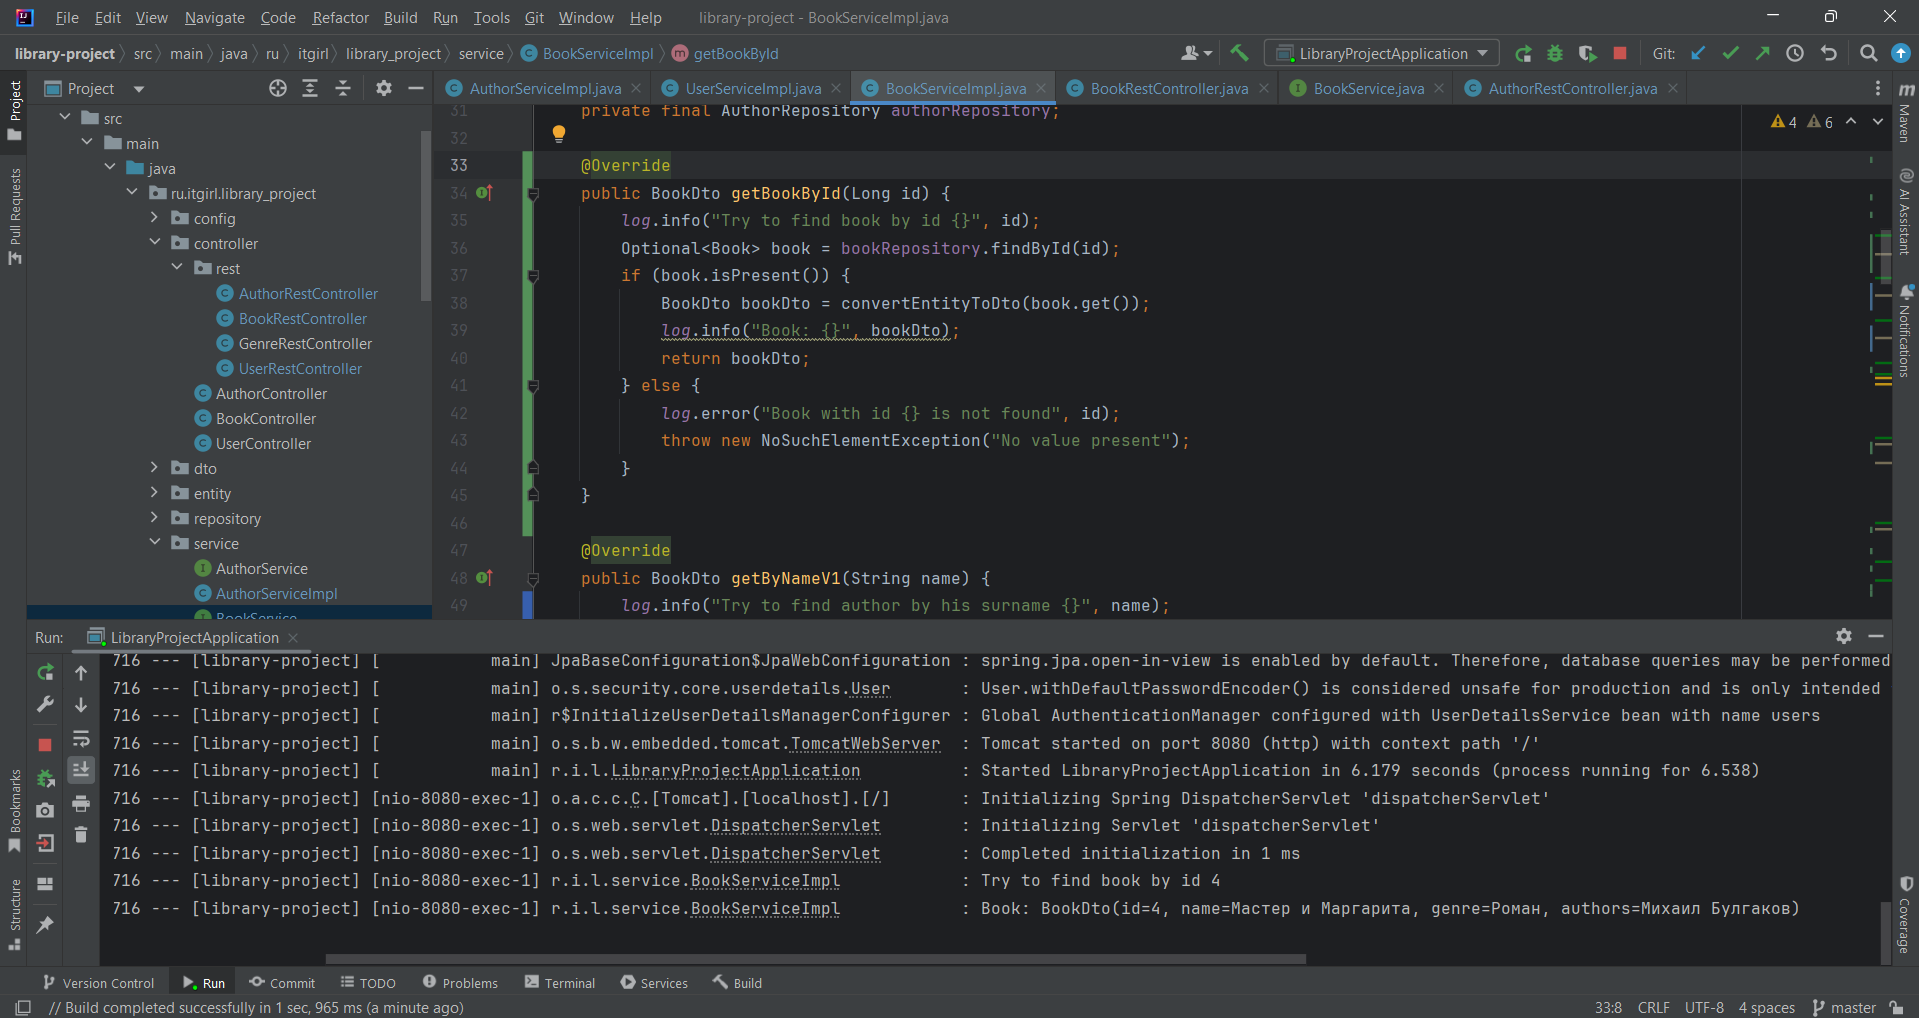 File Edit View Navigate Code Refactor Build Run Tools Git Window Help library-project - BookServiceImpl.java
library-project src main java ru itgirl library_project service BookServiceImpl getBookById
LibraryProjectApplication Git:
Project
AuthorServiceImpl.java UserServiceImpl.java BookServiceImpl.java BookRestController.java BookService.java AuthorRestController.java
Project
Pull Requests
Bookmarks
Structure
src
main
java
ru.itgirl.library_project
config
controller
rest
AuthorRestController
BookRestController
GenreRestController
UserRestController
AuthorController
BookController
UserController
dto
entity
repository
service
AuthorService
AuthorServiceImpl
BookService
4 6
31 private final AuthorRepository authorRepository;
32
33 @Override
34 public BookDto getBookById(Long id) {
35 log.info("Try to find book by id {}", id);
36 Optional<Book> book = bookRepository.findById(id);
37 if (book.isPresent()) {
38 BookDto bookDto = convertEntityToDto(book.get());
39 log.info("Book: {}", bookDto);
40 return bookDto;
41 } else {
42 log.error("Book with id {} is not found", id);
43 throw new NoSuchElementException("No value present");
44 }
45 }
46
47 @Override
48 public BookDto getByNameV1(String name) {
49 log.info("Try to find author by his surname {}", name);
Maven
AI Assistant
Notifications
Coverage
Run: LibraryProjectApplication
716 --- [library-project] [ main] JpaBaseConfiguration$JpaWebConfiguration : spring.jpa.open-in-view is enabled by default. Therefore, database queries may be performed
716 --- [library-project] [ main] o.s.security.core.userdetails.User : User.withDefaultPasswordEncoder() is considered unsafe for production and is only intended
716 --- [library-project] [ main] r$InitializeUserDetailsManagerConfigurer : Global AuthenticationManager configured with UserDetailsService bean with name users
716 --- [library-project] [ main] o.s.b.w.embedded.tomcat.TomcatWebServer : Tomcat started on port 8080 (http) with context path '/'
716 --- [library-project] [ main] r.i.l.LibraryProjectApplication : Started LibraryProjectApplication in 6.179 seconds (process running for 6.538)
716 --- [library-project] [nio-8080-exec-1] o.a.c.c.C.[Tomcat].[localhost].[/] : Initializing Spring DispatcherServlet 'dispatcherServlet'
716 --- [library-project] [nio-8080-exec-1] o.s.web.servlet.DispatcherServlet : Initializing Servlet 'dispatcherServlet'
716 --- [library-project] [nio-8080-exec-1] o.s.web.servlet.DispatcherServlet : Completed initialization in 1 ms
716 --- [library-project] [nio-8080-exec-1] r.i.l.service.BookServiceImpl : Try to find book by id 4
716 --- [library-project] [nio-8080-exec-1] r.i.l.service.BookServiceImpl : Book: BookDto(id=4, name=Мастер и Маргарита, genre=Роман, authors=Михаил Булгаков)
Version Control Run Commit TODO Problems Terminal Services Build
// Build completed successfully in 1 sec, 965 ms (a minute ago) 33:8 CRLF UTF-8 4 spaces master